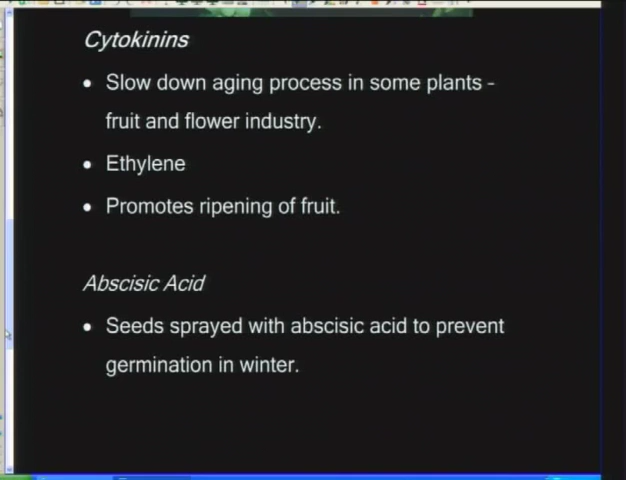 Cytokinins
• Slow down aging process in some plants -
fruit and flower industry.
• Ethylene
• Promotes ripening of fruit.
Abscisic Acid
• Seeds sprayed with abscisic acid to prevent
germination in winter.